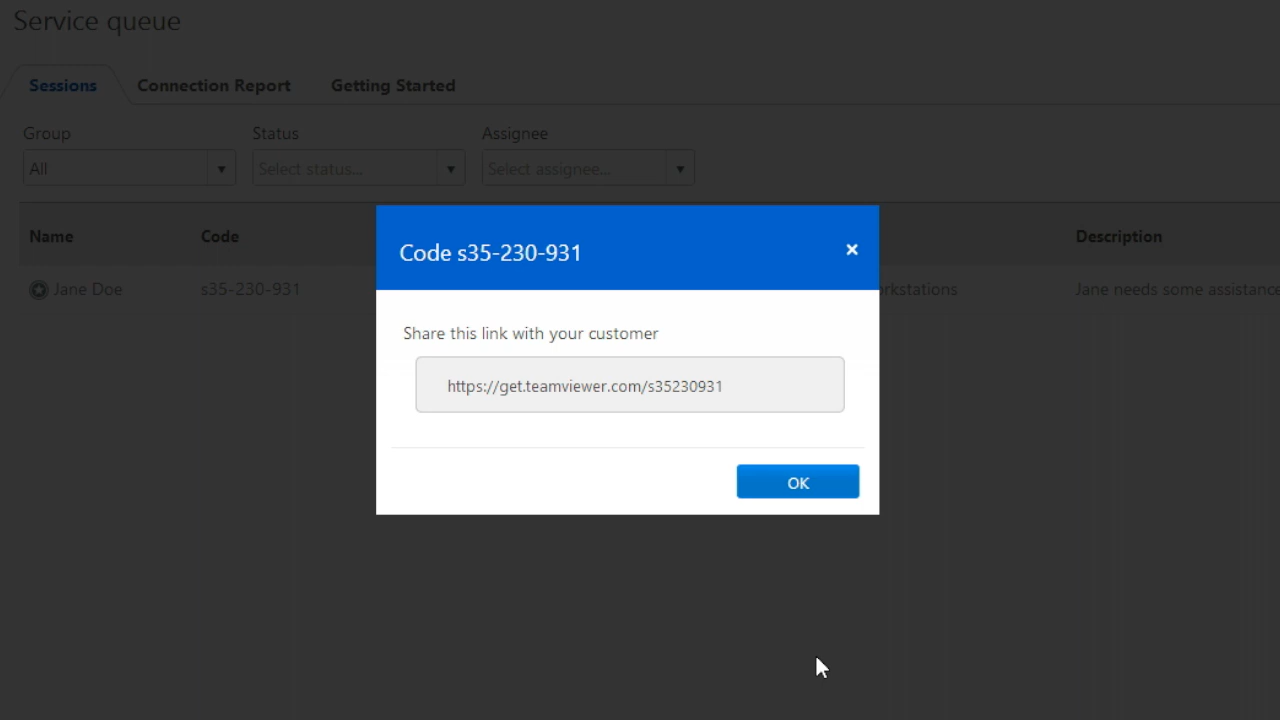 Service queue
Sessions Connection Report Getting Started
Group Status Assignee
All Select status... Select assignee...
Name Code Description
Jane Doe s35-230-931 rkstations Jane needs some assistance
Code s35-230-931
Share this link with your customer
https://get.teamviewer.com/s35230931
OK